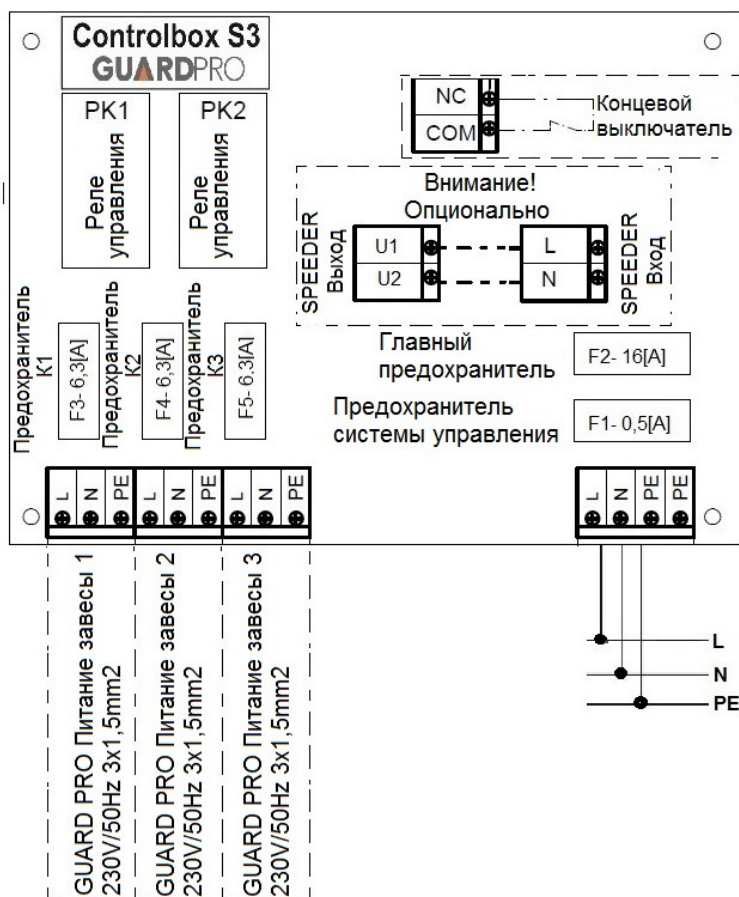 Controlbox S3
GUARDPRO
PK1
Реле
управления
PK2
Реле
управления
NC
COM
Концевой
выключатель
Внимание!
Опционально
SPEEDER
Выход
U1
U2
L
N
SPEEDER
Вход
Предохранитель
К1
F3- 6,3[A]
Предохранитель
К2
F4- 6,3[A]
Предохранитель
К3
F5- 6,3[A]
Главный
предохранитель
F2- 16[A]
Предохранитель
системы управления
F1- 0,5[A]
L
N
PE
L
N
PE
L
N
PE
L
N
PE
PE
GUARD PRO Питание завесы 1
230V/50Hz 3x1,5mm2
GUARD PRO Питание завесы 2
230V/50Hz 3x1,5mm2
GUARD PRO Питание завесы 3
230V/50Hz 3x1,5mm2
L
N
PE